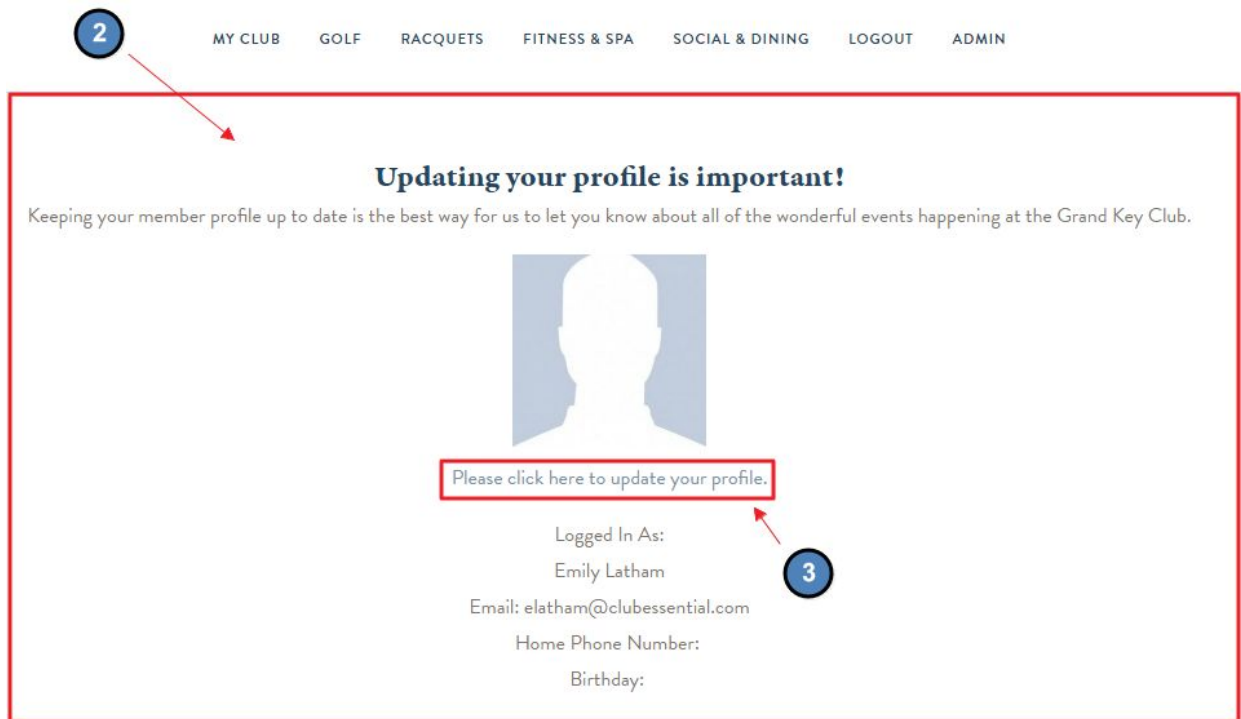 2
MY CLUB GOLF RACQUETS FITNESS & SPA SOCIAL & DINING LOGOUT ADMIN
Updating your profile is important!
Keeping your member profile up to date is the best way for us to let you know about all of the wonderful events happening at the Grand Key Club.
Please click here to update your profile.
Logged In As:
Emily Latham
3
Email: elatham@clubessential.com
Home Phone Number:
Birthday: